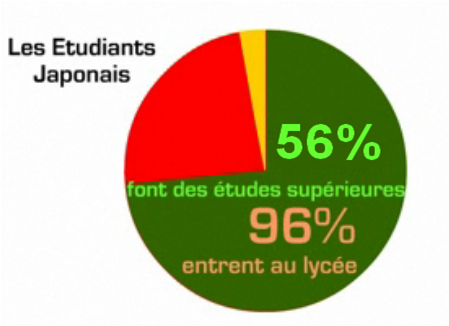 Les Etudiants
Japonais
56%
font des études supérieures
96%
entrent au lycée